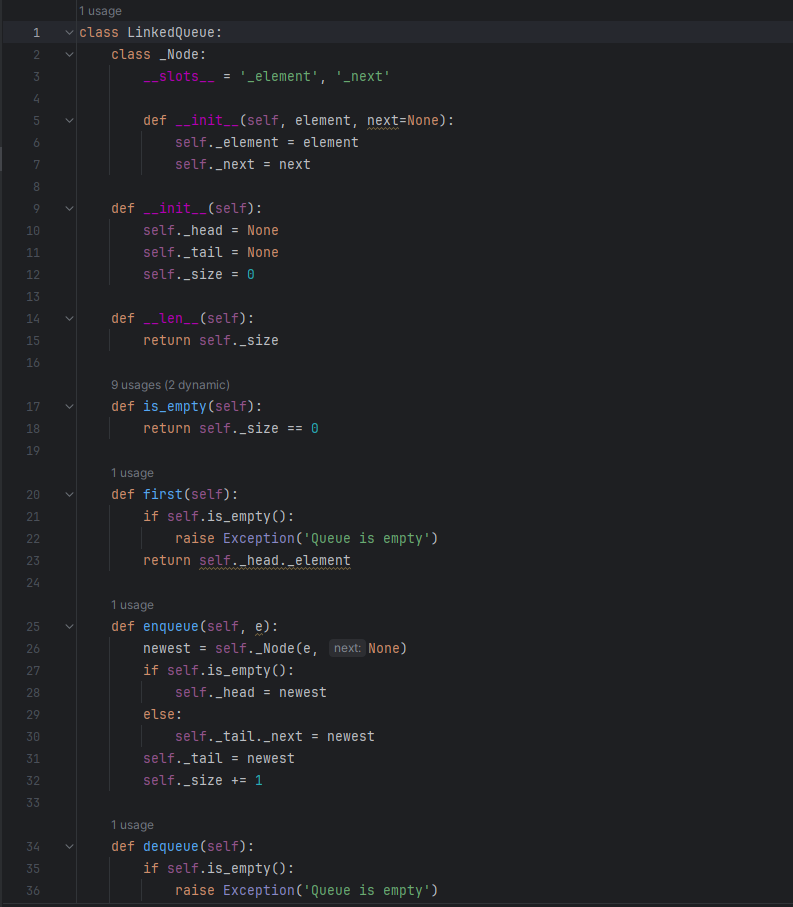 1 usage
1 class LinkedQueue:
2     class _Node:
3         __slots__ = '_element', '_next'
4
5         def __init__(self, element, next=None):
6             self._element = element
7             self._next = next
8
9     def __init__(self):
10         self._head = None
11         self._tail = None
12         self._size = 0
13
14     def __len__(self):
15         return self._size
16
9 usages (2 dynamic)
17     def is_empty(self):
18         return self._size == 0
19
1 usage
20     def first(self):
21         if self.is_empty():
22             raise Exception('Queue is empty')
23         return self._head._element
24
1 usage
25     def enqueue(self, e):
26         newest = self._Node(e, next: None)
27         if self.is_empty():
28             self._head = newest
29         else:
30             self._tail._next = newest
31         self._tail = newest
32         self._size += 1
33
1 usage
34     def dequeue(self):
35         if self.is_empty():
36             raise Exception('Queue is empty')